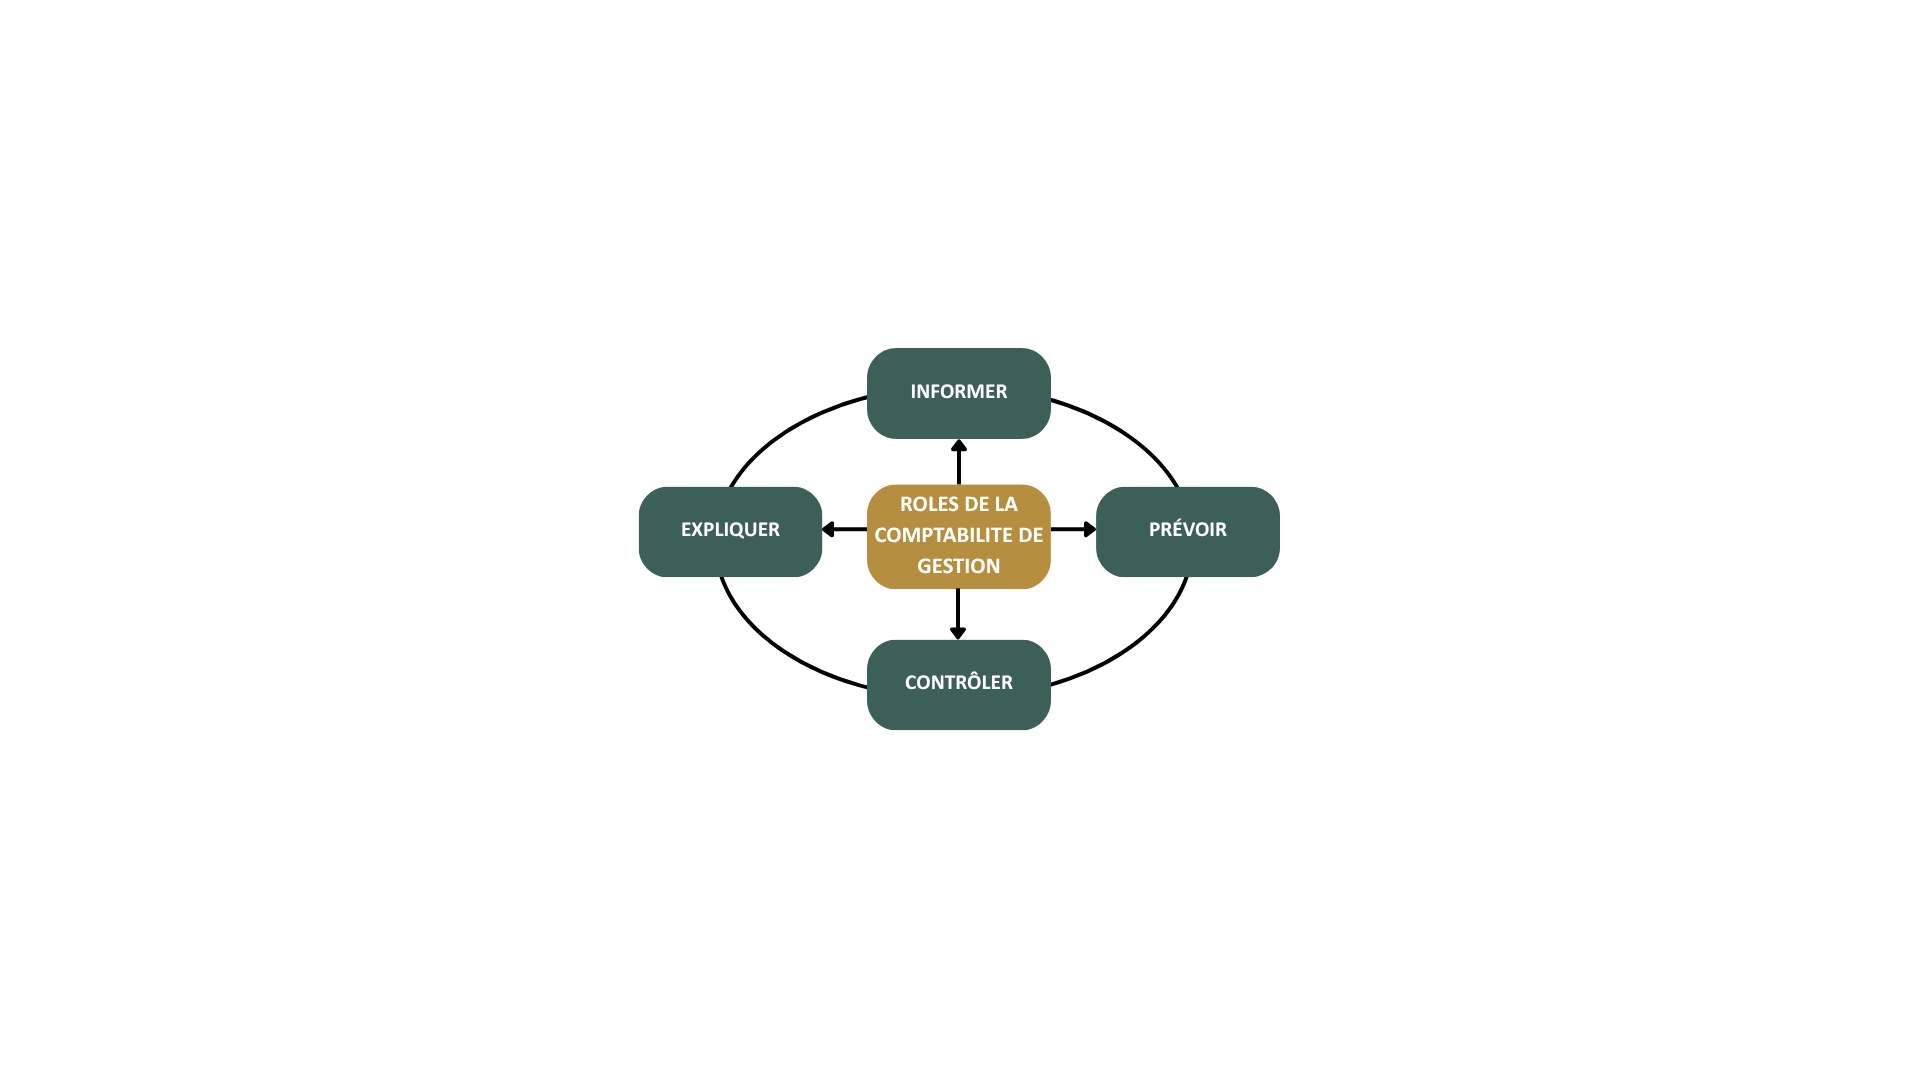 INFORMER
EXPLIQUER
ROLES DE LA
COMPTABILITE DE
GESTION
PRÉVOIR
CONTRÔLER